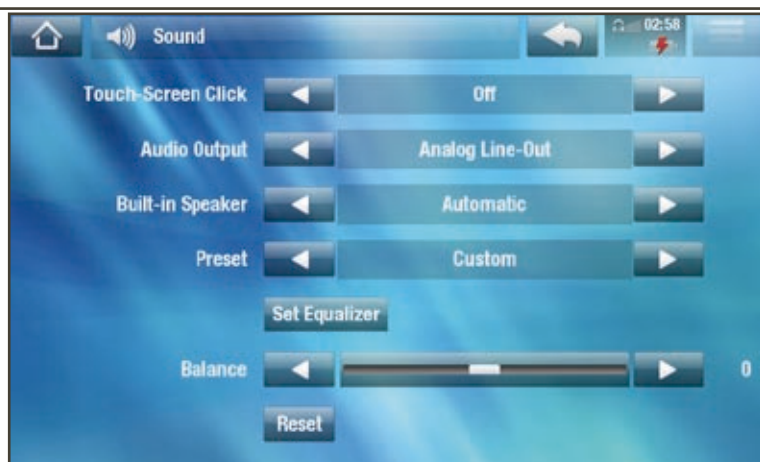 Sound
02:58
Touch-Screen Click Off
Audio Output Analog Line-Out
Built-in Speaker Automatic
Preset Custom
Set Equalizer
Balance 0
Reset